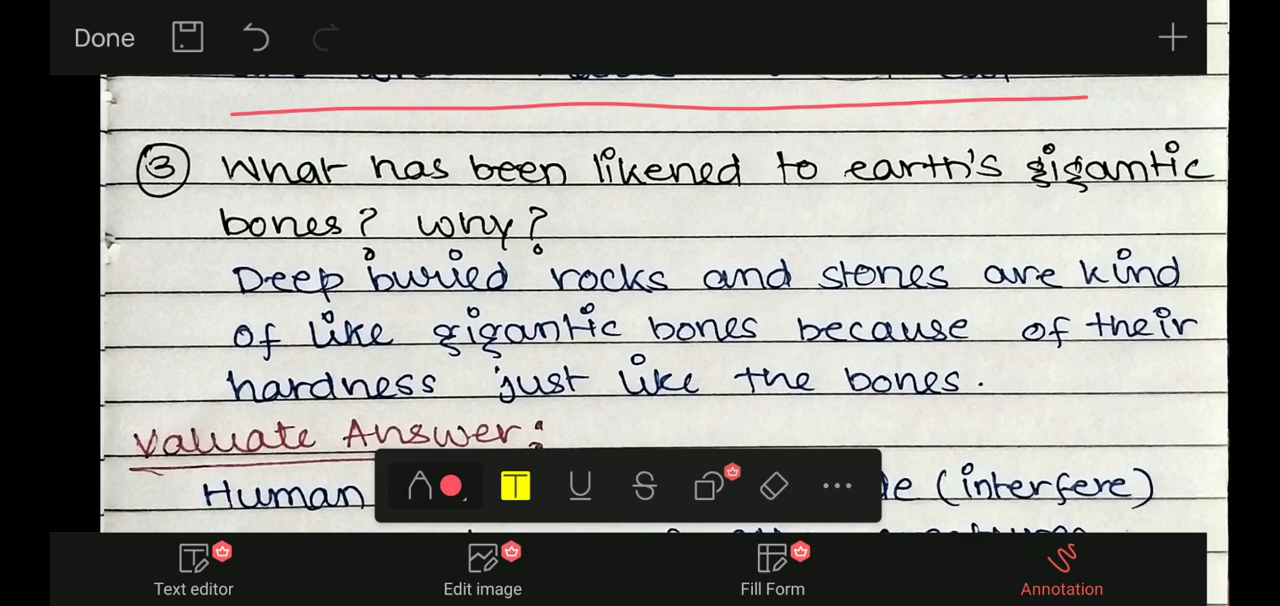 Done
③ What has been likened to earth's gigantic
bones? Why?
Deep buried rocks and stones are kind
of like gigantic bones because of their
hardness just like the bones.
Valuate Answer:
Human (interfere)
Text editor Edit image Fill Form Annotation